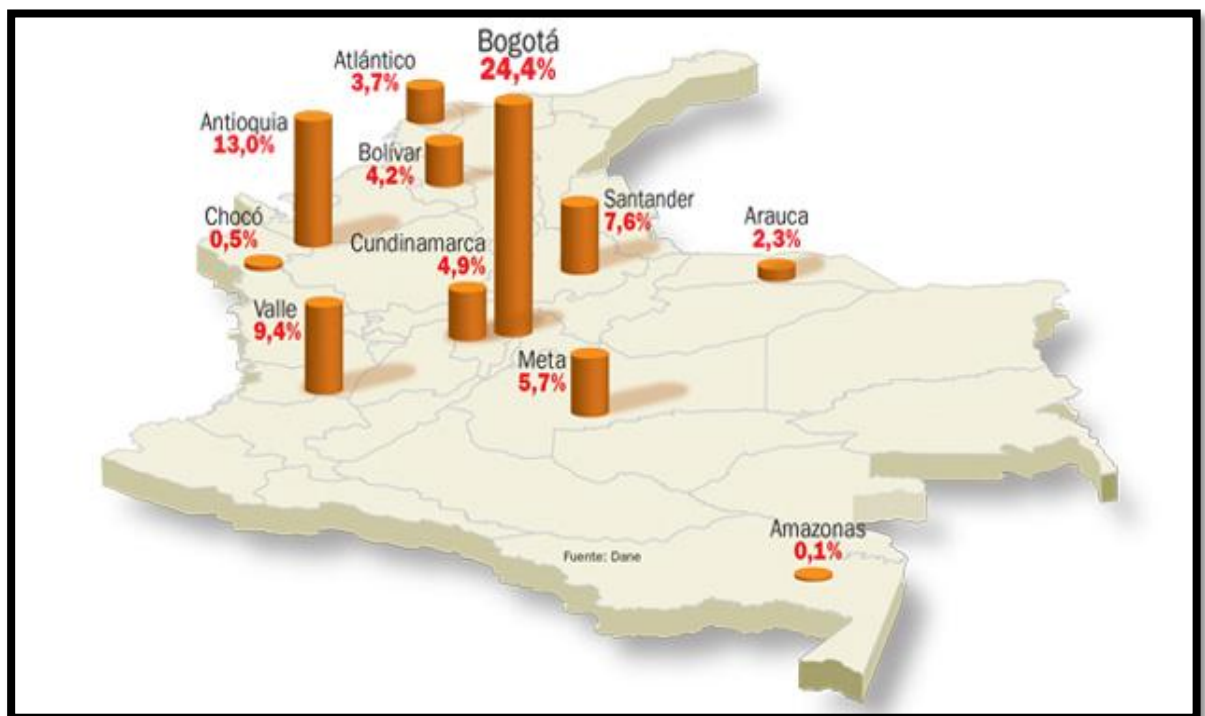 Bogotá
24,4%
Atlántico
3,7%
Antioquia
13,0%
Bolívar
4,2%
Santander
7,6%
Arauca
2,3%
Chocó
0,5%
Cundinamarca
4,9%
Valle
9,4%
Meta
5,7%
Amazonas
0,1%
Fuente: Dane